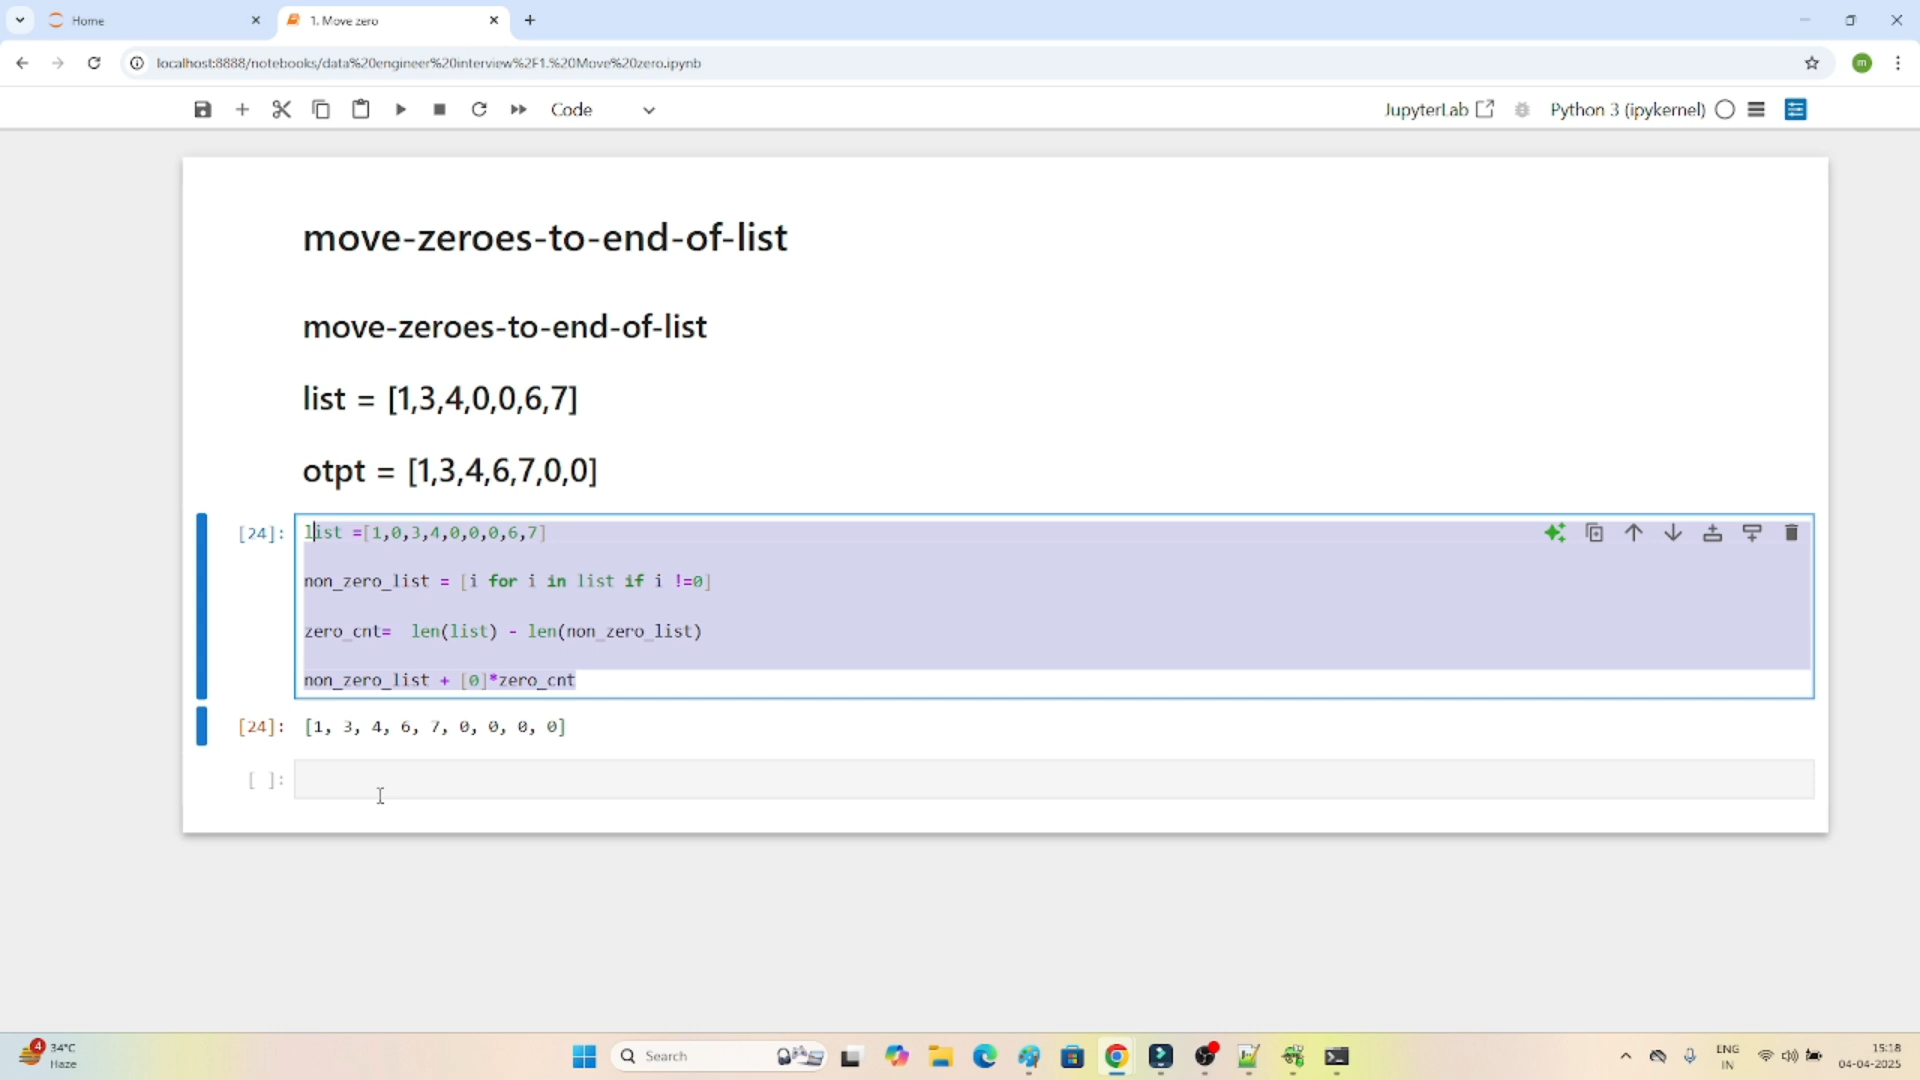 Home
1. Move zero
localhost:8888/notebooks/data%20engineer%20interview%2F1.%20Move%20zero.ipynb
m
Code
JupyterLab
Python 3 (ipykernel)
move-zeroes-to-end-of-list
move-zeroes-to-end-of-list
list = [1,3,4,0,0,6,7]
otpt = [1,3,4,6,7,0,0]
[24]:
list =[1,0,3,4,0,0,0,6,7]
non_zero_list = [i for i in list if i !=0]
zero_cnt=  len(list) - len(non_zero_list)
non_zero_list + [0]*zero_cnt
[24]:
[1, 3, 4, 6, 7, 0, 0, 0, 0]
[ ]:
4
34°C
Haze
Search
ENG
IN
15:18
04-04-2025